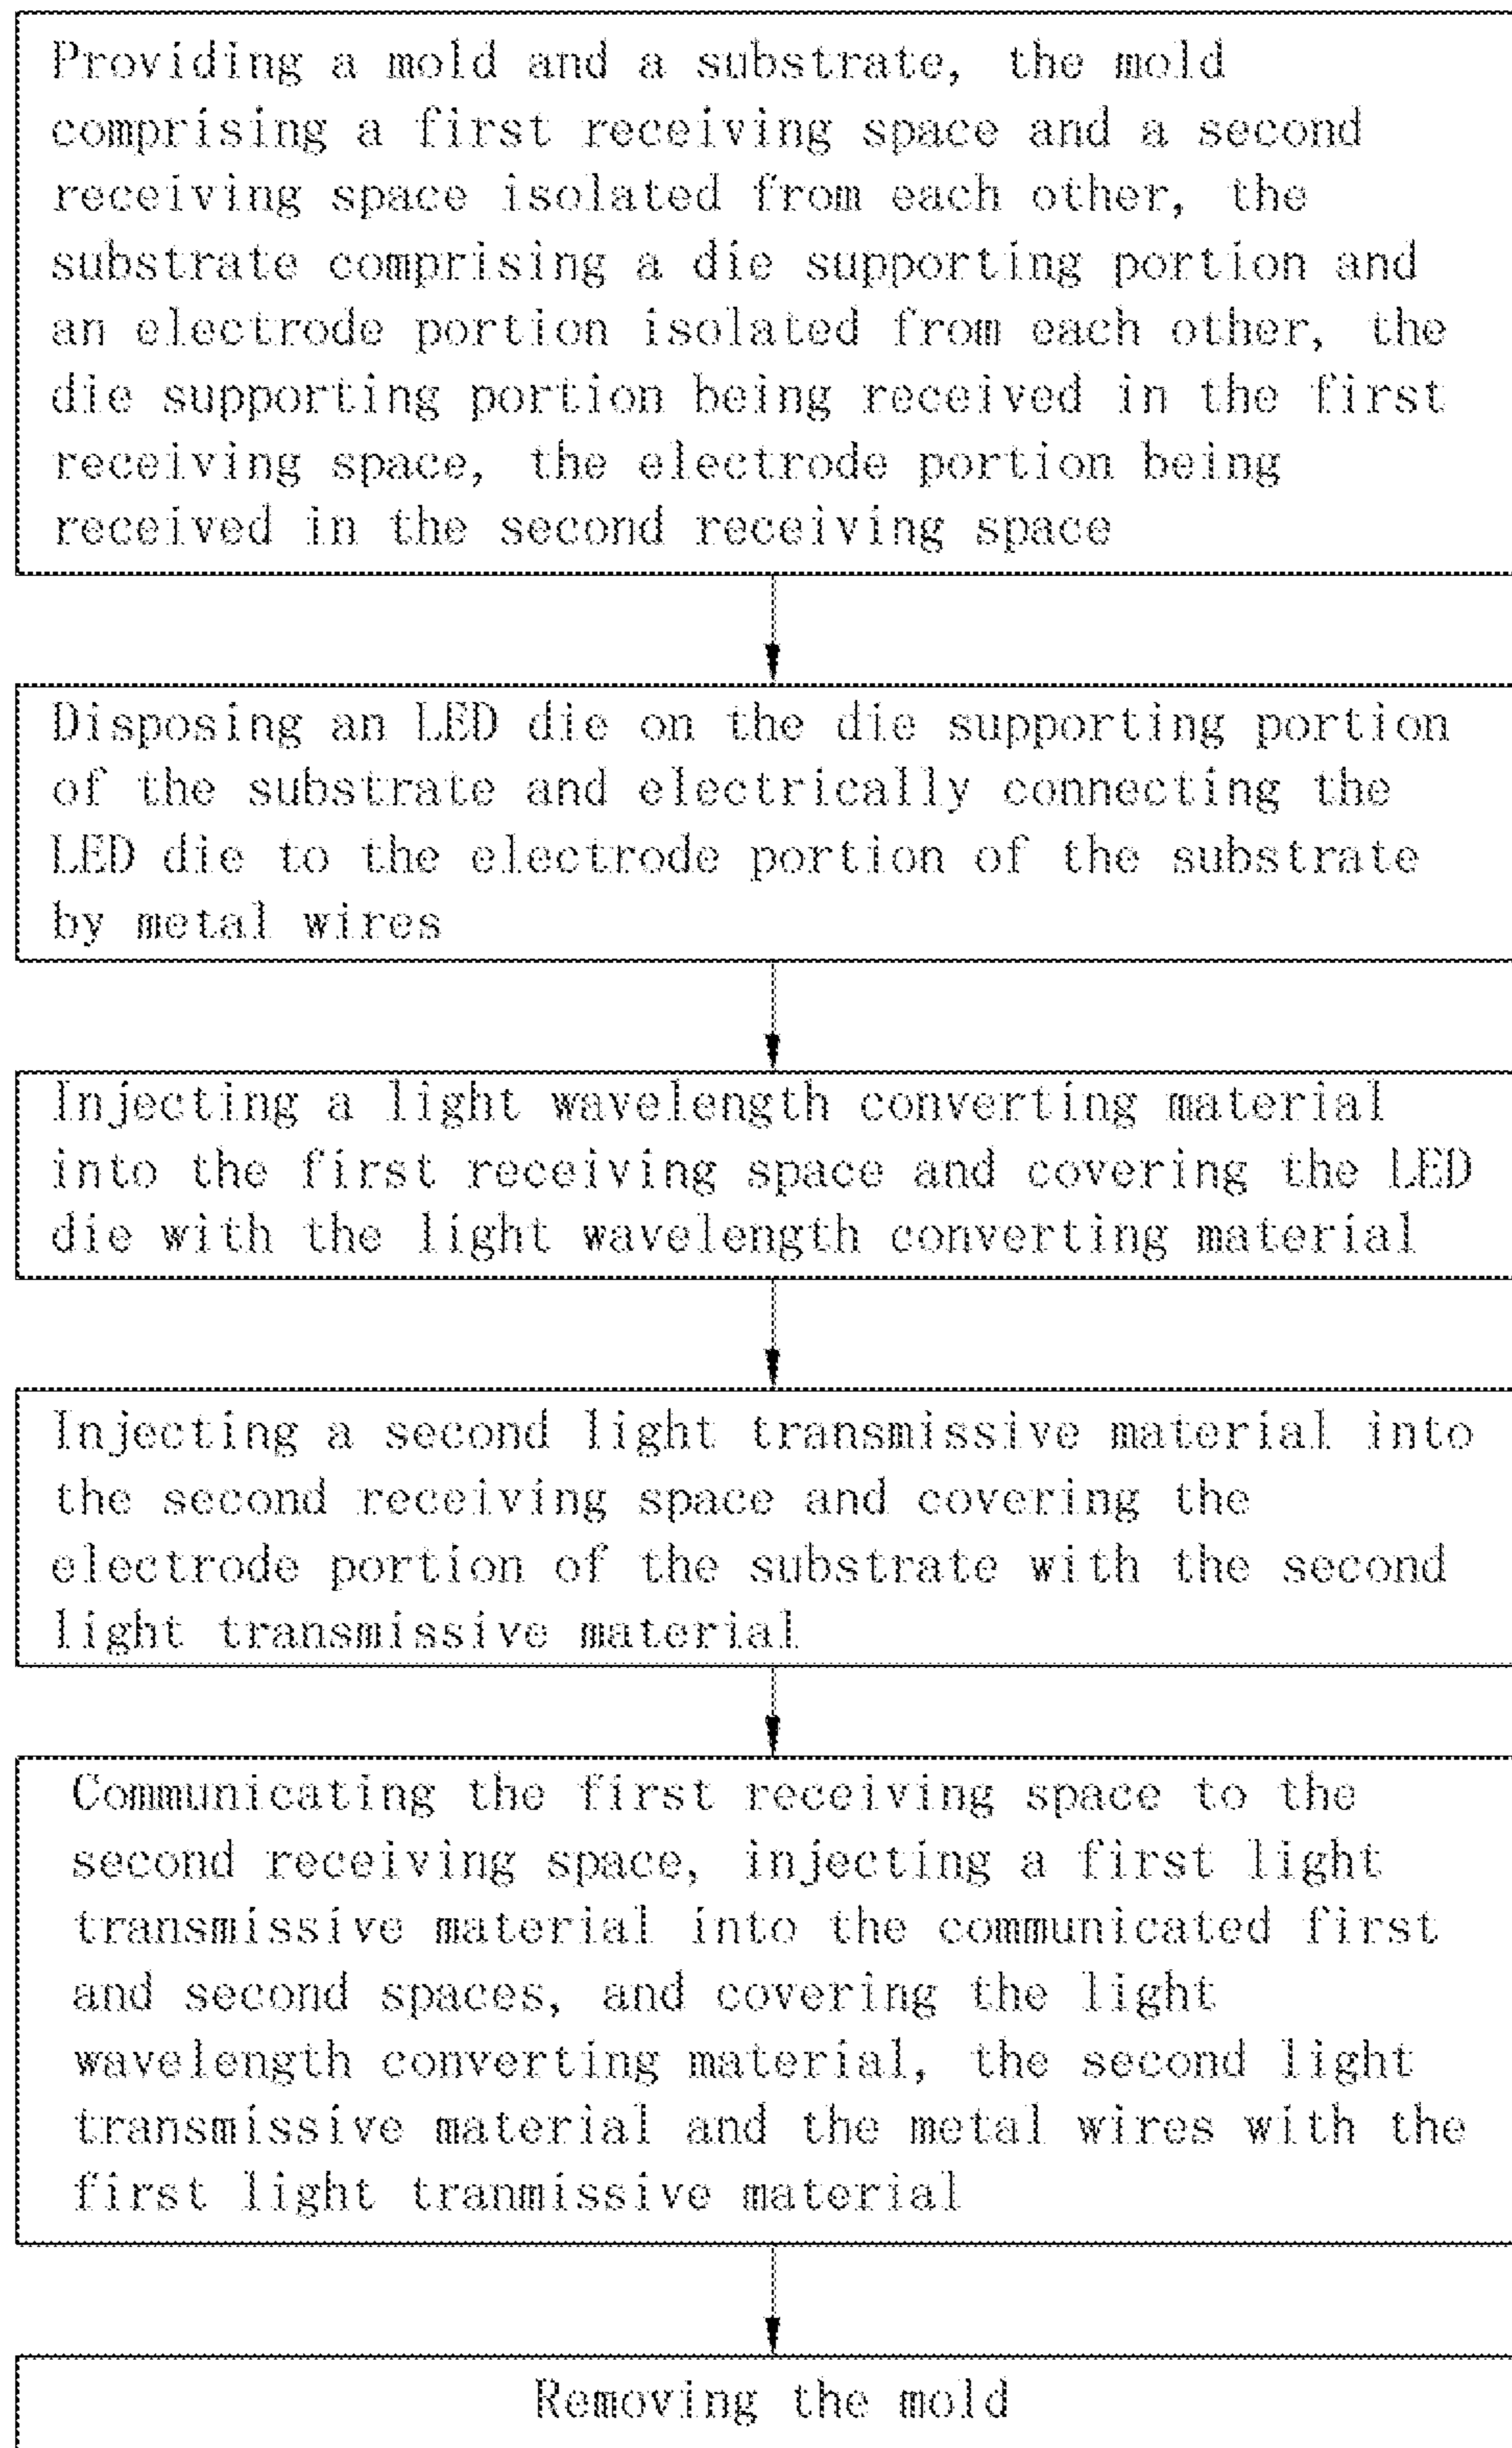 Providing a mold and a substrate, the mold
comprising a first receiving space and a second
receiving space isolated from each other, the
substrate comprising a die supporting portion and
an electrode portion isolated from each other, the
die supporting portion being received in the first
receiving space, the electrode portion being
received in the second receiving space
Disposing an LED die on the die supporting portion
of the substrate and electrically connecting the
LED die to the electrode portion of the substrate
by metal wires
Injecting a light wavelength converting material
into the first receiving space and covering the LED
die with the light wavelength converting material
Injecting a second light transmissive material into
the second receiving space and covering the
electrode portion of the substrate with the second
light transmissive material
Communicating the first receiving space to the
second receiving space, injecting a first light
transmissive material into the communicated first
and second spaces, and covering the light
wavelength converting material, the second light
transmissive material and the metal wires with the
first light tranmissive material
Removing the mold